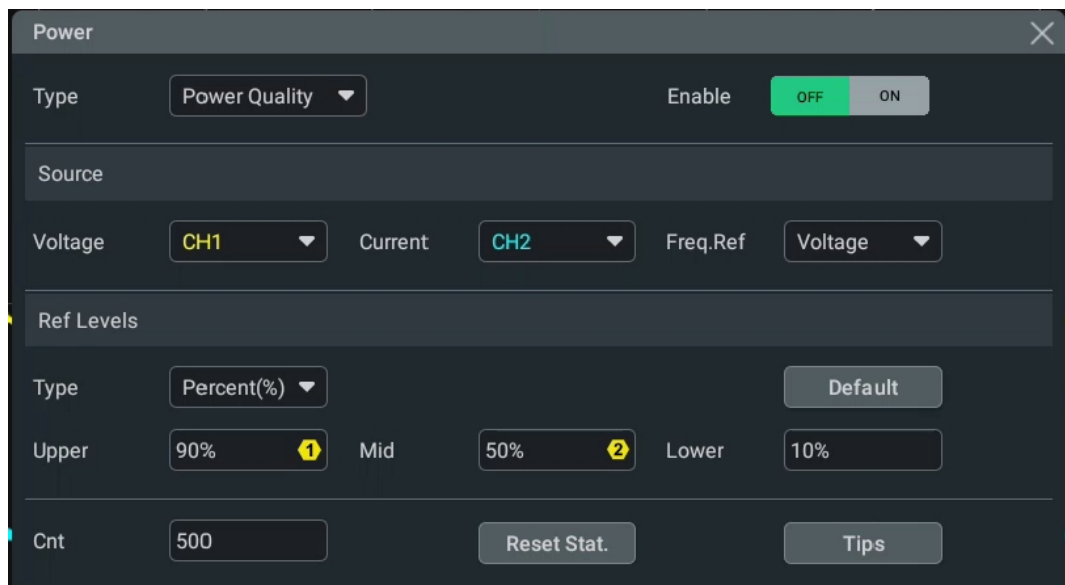 Power
Type Power Quality Enable OFF ON
Source
Voltage CH1 Current CH2 Freq.Ref Voltage
Ref Levels
Type Percent(%) Default
Upper 90% 1 Mid 50% 2 Lower 10%
Cnt 500 Reset Stat. Tips